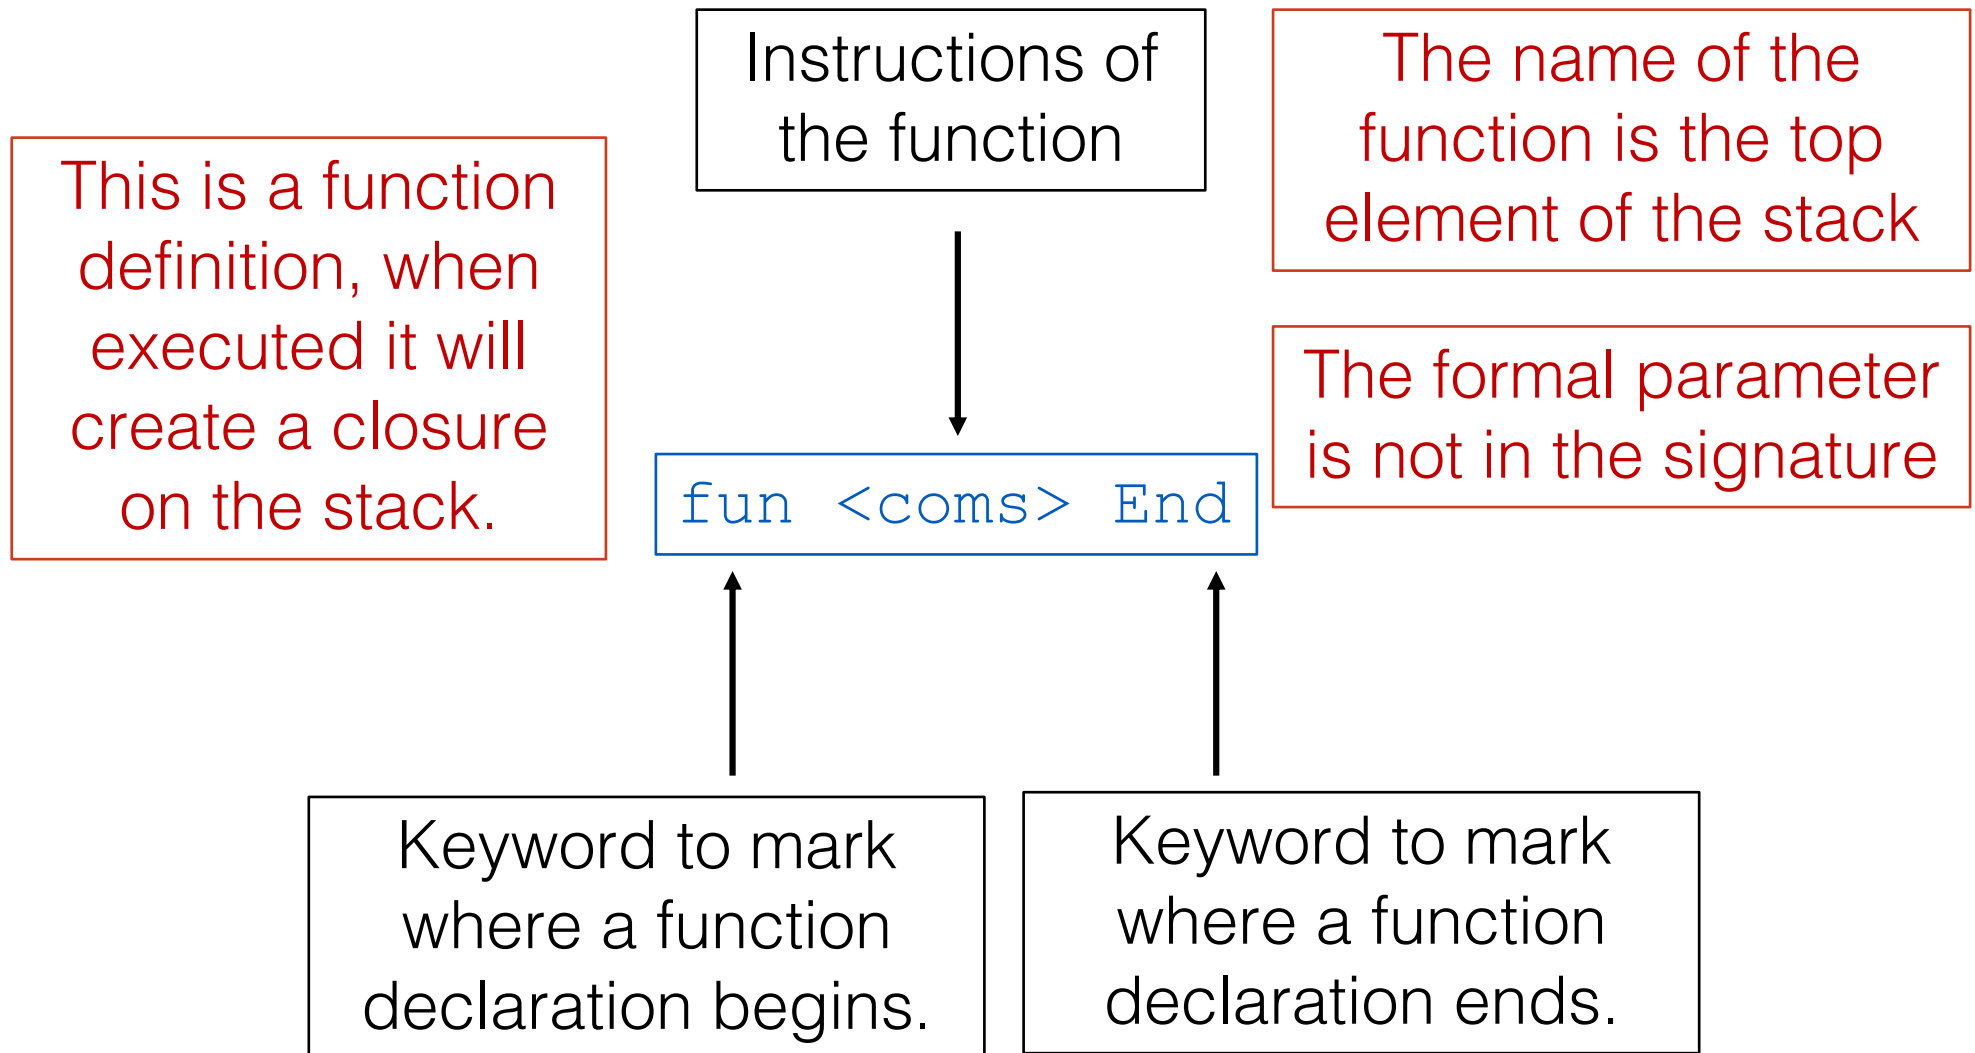 Instructions of
the function
The name of the
function is the top
element of the stack
This is a function
definition, when
executed it will
create a closure
on the stack.
The formal parameter
is not in the signature
fun <coms> End
Keyword to mark
where a function
declaration begins.
Keyword to mark
where a function
declaration ends.